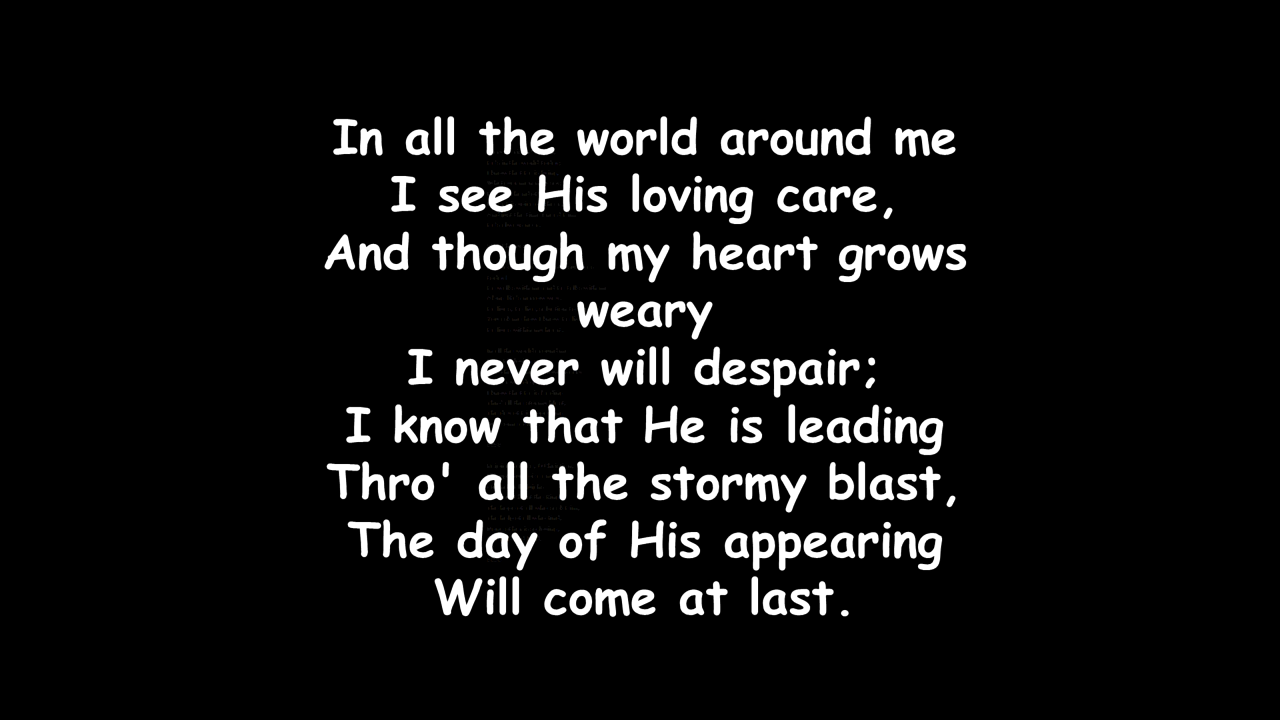 In all the world around me
I see His loving care,
And though my heart grows
weary
I never will despair;
I know that He is leading
Thro' all the stormy blast,
The day of His appearing
Will come at last.